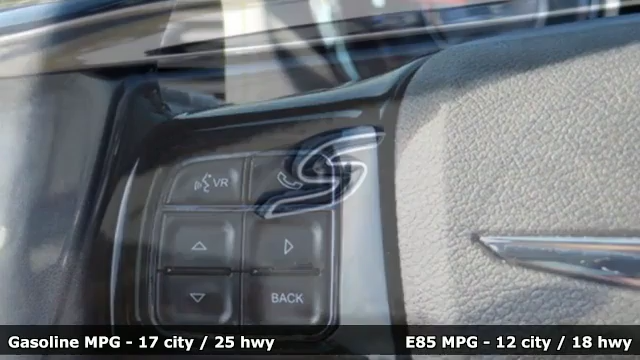 VR
BACK
Gasoline MPG - 17 city / 25 hwy
E85 MPG - 12 city / 18 hwy